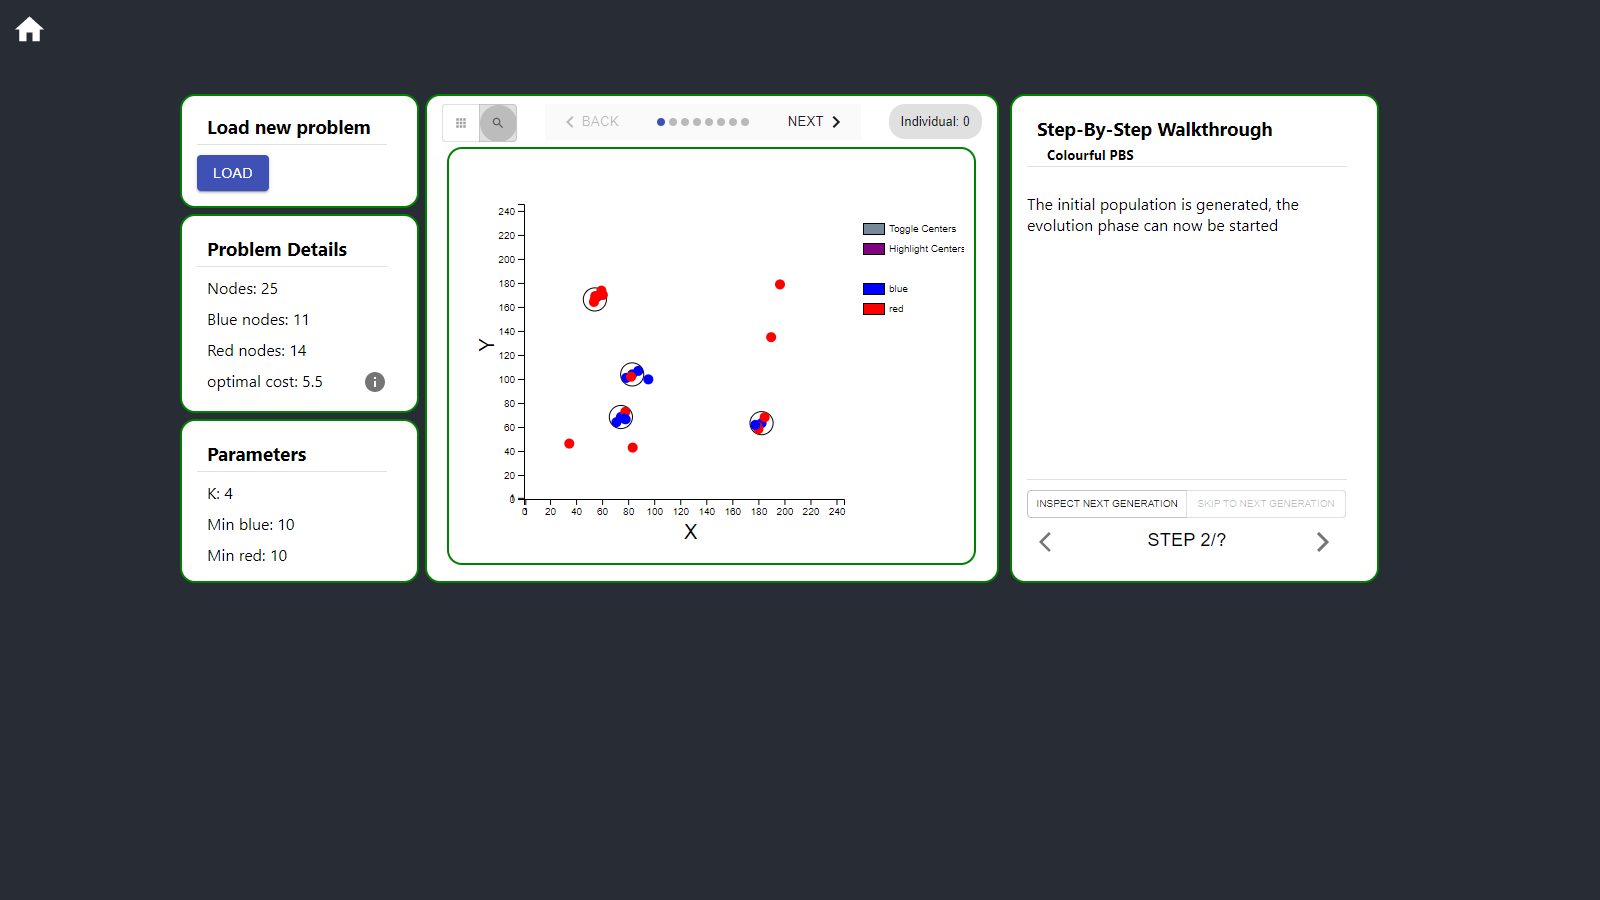 Load new problem
LOAD
Problem Details
Nodes: 25
Blue nodes: 11
Red nodes: 14
optimal cost: 5.5
Parameters
K: 4
Min blue: 10
Min red: 10
BACK
NEXT
Individual: 0
240
220
200
180
160
140
120
100
80
60
40
20
0
Y
0 20 40 60 80 100 120 140 160 180 200 220 240
X
Toggle Centers
Highlight Centers
blue
red
Step-By-Step Walkthrough
Colourful PBS
The initial population is generated, the
evolution phase can now be started
INSPECT NEXT GENERATION
SKIP TO NEXT GENERATION
STEP 2/?